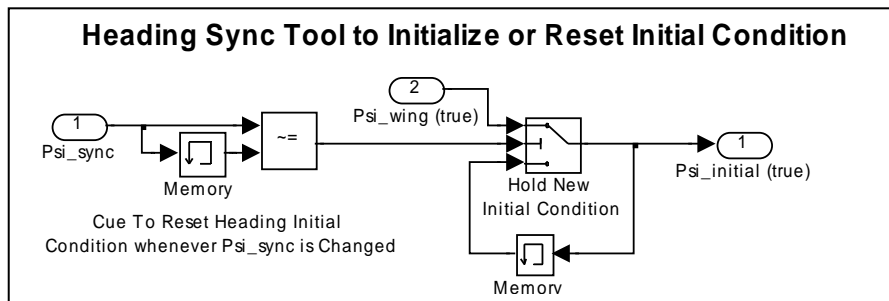 Heading Sync Tool to Initialize or Reset Initial Condition
2
Psi_wing (true)
1
Psi_sync
~=
Memory
Hold New
Initial Condition
1
Psi_initial (true)
Cue To Reset Heading Initial
Condition whenever Psi_sync is Changed
Memory